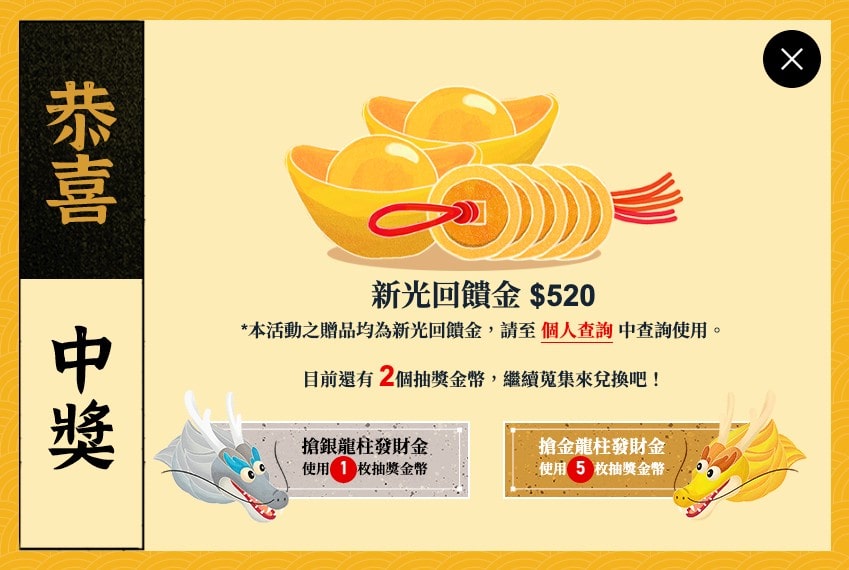 恭喜
中獎
新光回饋金 $520
*本活動之贈品均為新光回饋金，請至 個人查詢 中查詢使用。
目前還有 2個抽獎金幣，繼續蒐集來兌換吧！
搶銀龍柱發財金
使用1枚抽獎金幣
搶金龍柱發財金
使用5枚抽獎金幣